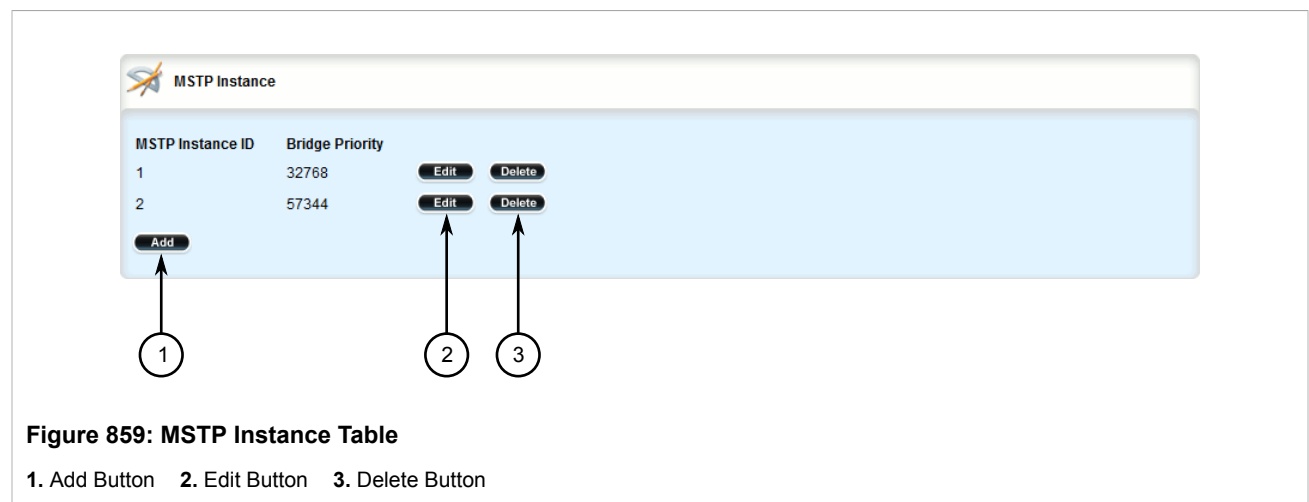 MSTP Instance
MSTP Instance ID Bridge Priority
1 32768 Edit Delete
2 57344 Edit Delete
Add
1 2 3
Figure 859: MSTP Instance Table
1. Add Button 2. Edit Button 3. Delete Button